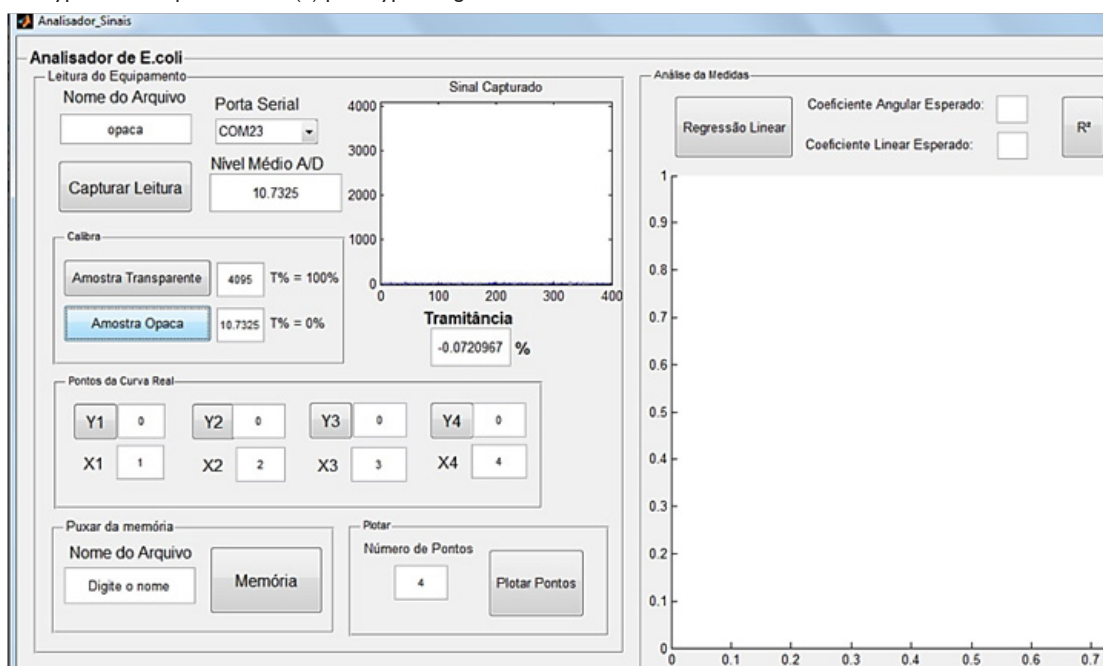 Analisador_Sinais
Analisador de E.coli
Leitura do Equipamento
Nome do Arquivo
opaca
Porta Serial
COM23
Capturar Leitura
Nível Médio A/D
10.7325
Sinal Capturado
4000
3000
2000
1000
0
0 100 200 300 400
Calibra
Amostra Transparente 4095 T% = 100%
Amostra Opaca 10.7325 T% = 0%
Tramitância
-0.0720967 %
Pontos da Curva Real
Y1 0 Y2 0 Y3 0 Y4 0
X1 1 X2 2 X3 3 X4 4
Puxar da memória
Nome do Arquivo
Digite o nome
Memória
Plotar
Número de Pontos
4
Plotar Pontos
Análise da Medidas
Regressão Linear
Coeficiente Angular Esperado:
Coeficiente Linear Esperado:
R²
1
0.9
0.8
0.7
0.6
0.5
0.4
0.3
0.2
0.1
0
0 0.1 0.2 0.3 0.4 0.5 0.6 0.7